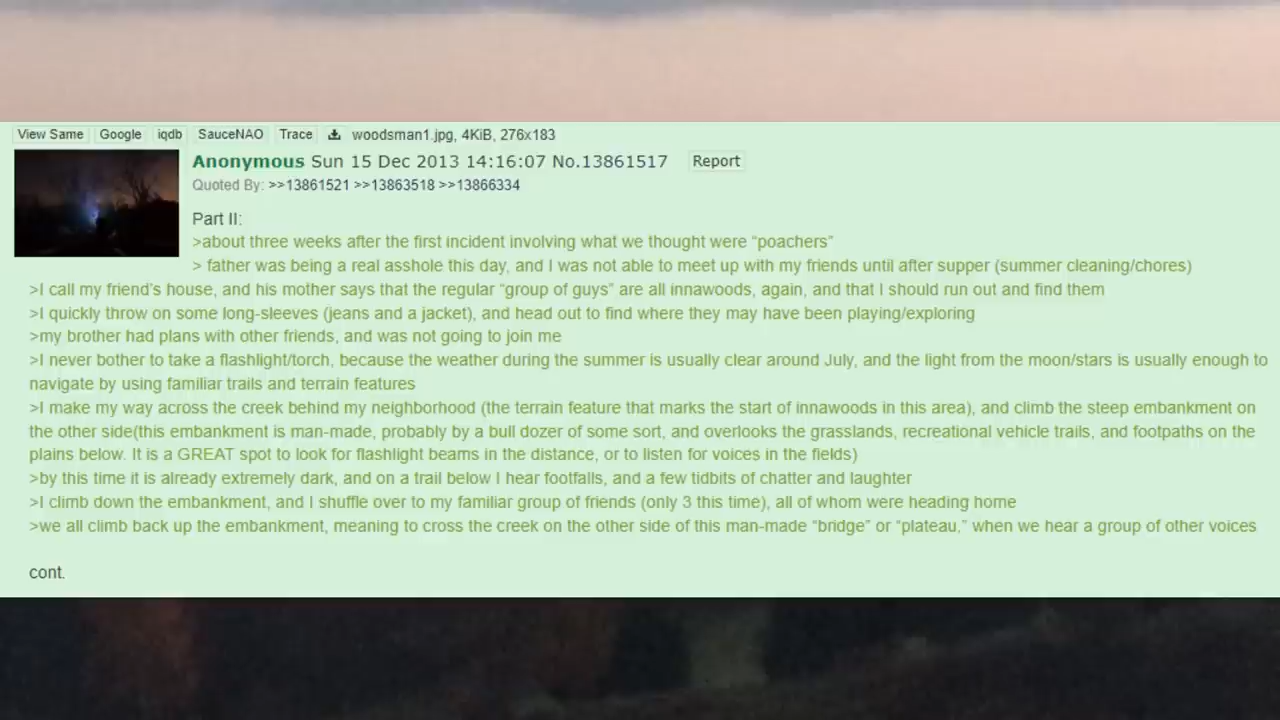 View Same Google iqdb SauceNAO Trace woodsman1.jpg, 4KiB, 276x183
Anonymous Sun 15 Dec 2013 14:16:07 No.13861517 Report
Quoted By: >>13861521 >>13863518 >>13866334
Part II:
>about three weeks after the first incident involving what we thought were “poachers”
> father was being a real asshole this day, and I was not able to meet up with my friends until after supper (summer cleaning/chores)
>I call my friend’s house, and his mother says that the regular “group of guys” are all innawoods, again, and that I should run out and find them
>I quickly throw on some long-sleeves (jeans and a jacket), and head out to find where they may have been playing/exploring
>my brother had plans with other friends, and was not going to join me
>I never bother to take a flashlight/torch, because the weather during the summer is usually clear around July, and the light from the moon/stars is usually enough to
navigate by using familiar trails and terrain features
>I make my way across the creek behind my neighborhood (the terrain feature that marks the start of innawoods in this area), and climb the steep embankment on
the other side(this embankment is man-made, probably by a bull dozer of some sort, and overlooks the grasslands, recreational vehicle trails, and footpaths on the
plains below. It is a GREAT spot to look for flashlight beams in the distance, or to listen for voices in the fields)
>by this time it is already extremely dark, and on a trail below I hear footfalls, and a few tidbits of chatter and laughter
>I climb down the embankment, and I shuffle over to my familiar group of friends (only 3 this time), all of whom were heading home
>we all climb back up the embankment, meaning to cross the creek on the other side of this man-made “bridge” or “plateau,” when we hear a group of other voices
cont.